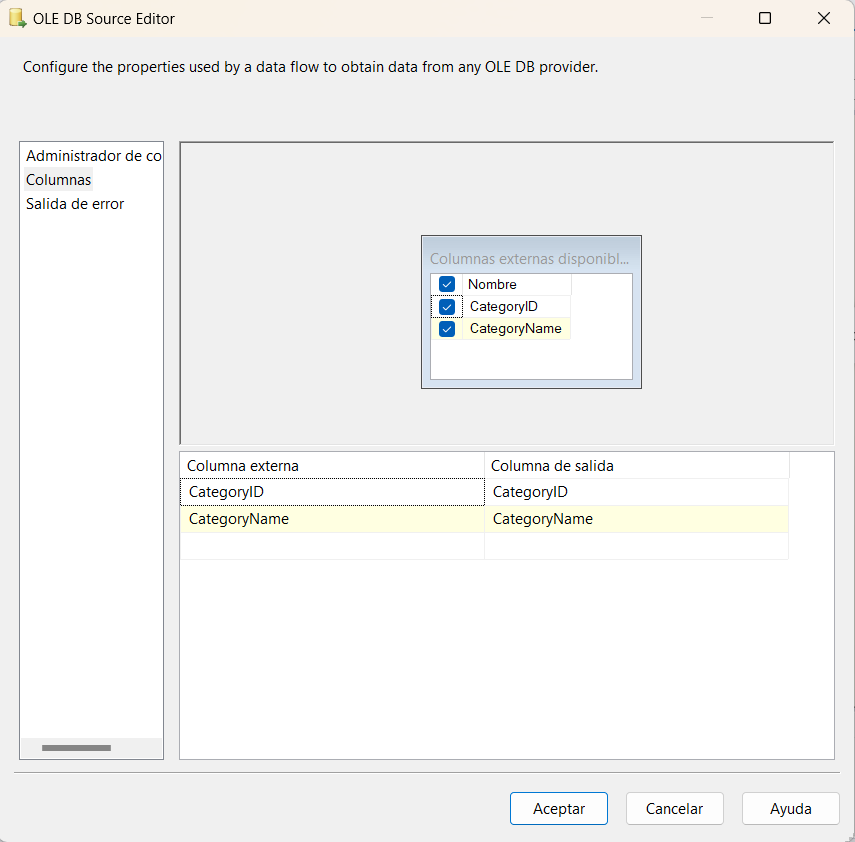 OLE DB Source Editor
Configure the properties used by a data flow to obtain data from any OLE DB provider.
Administrador de co
Columnas
Salida de error
Columnas externas disponibl...
Nombre
CategoryID
CategoryName
Columna externa Columna de salida
CategoryID CategoryID
CategoryName CategoryName
Aceptar Cancelar Ayuda